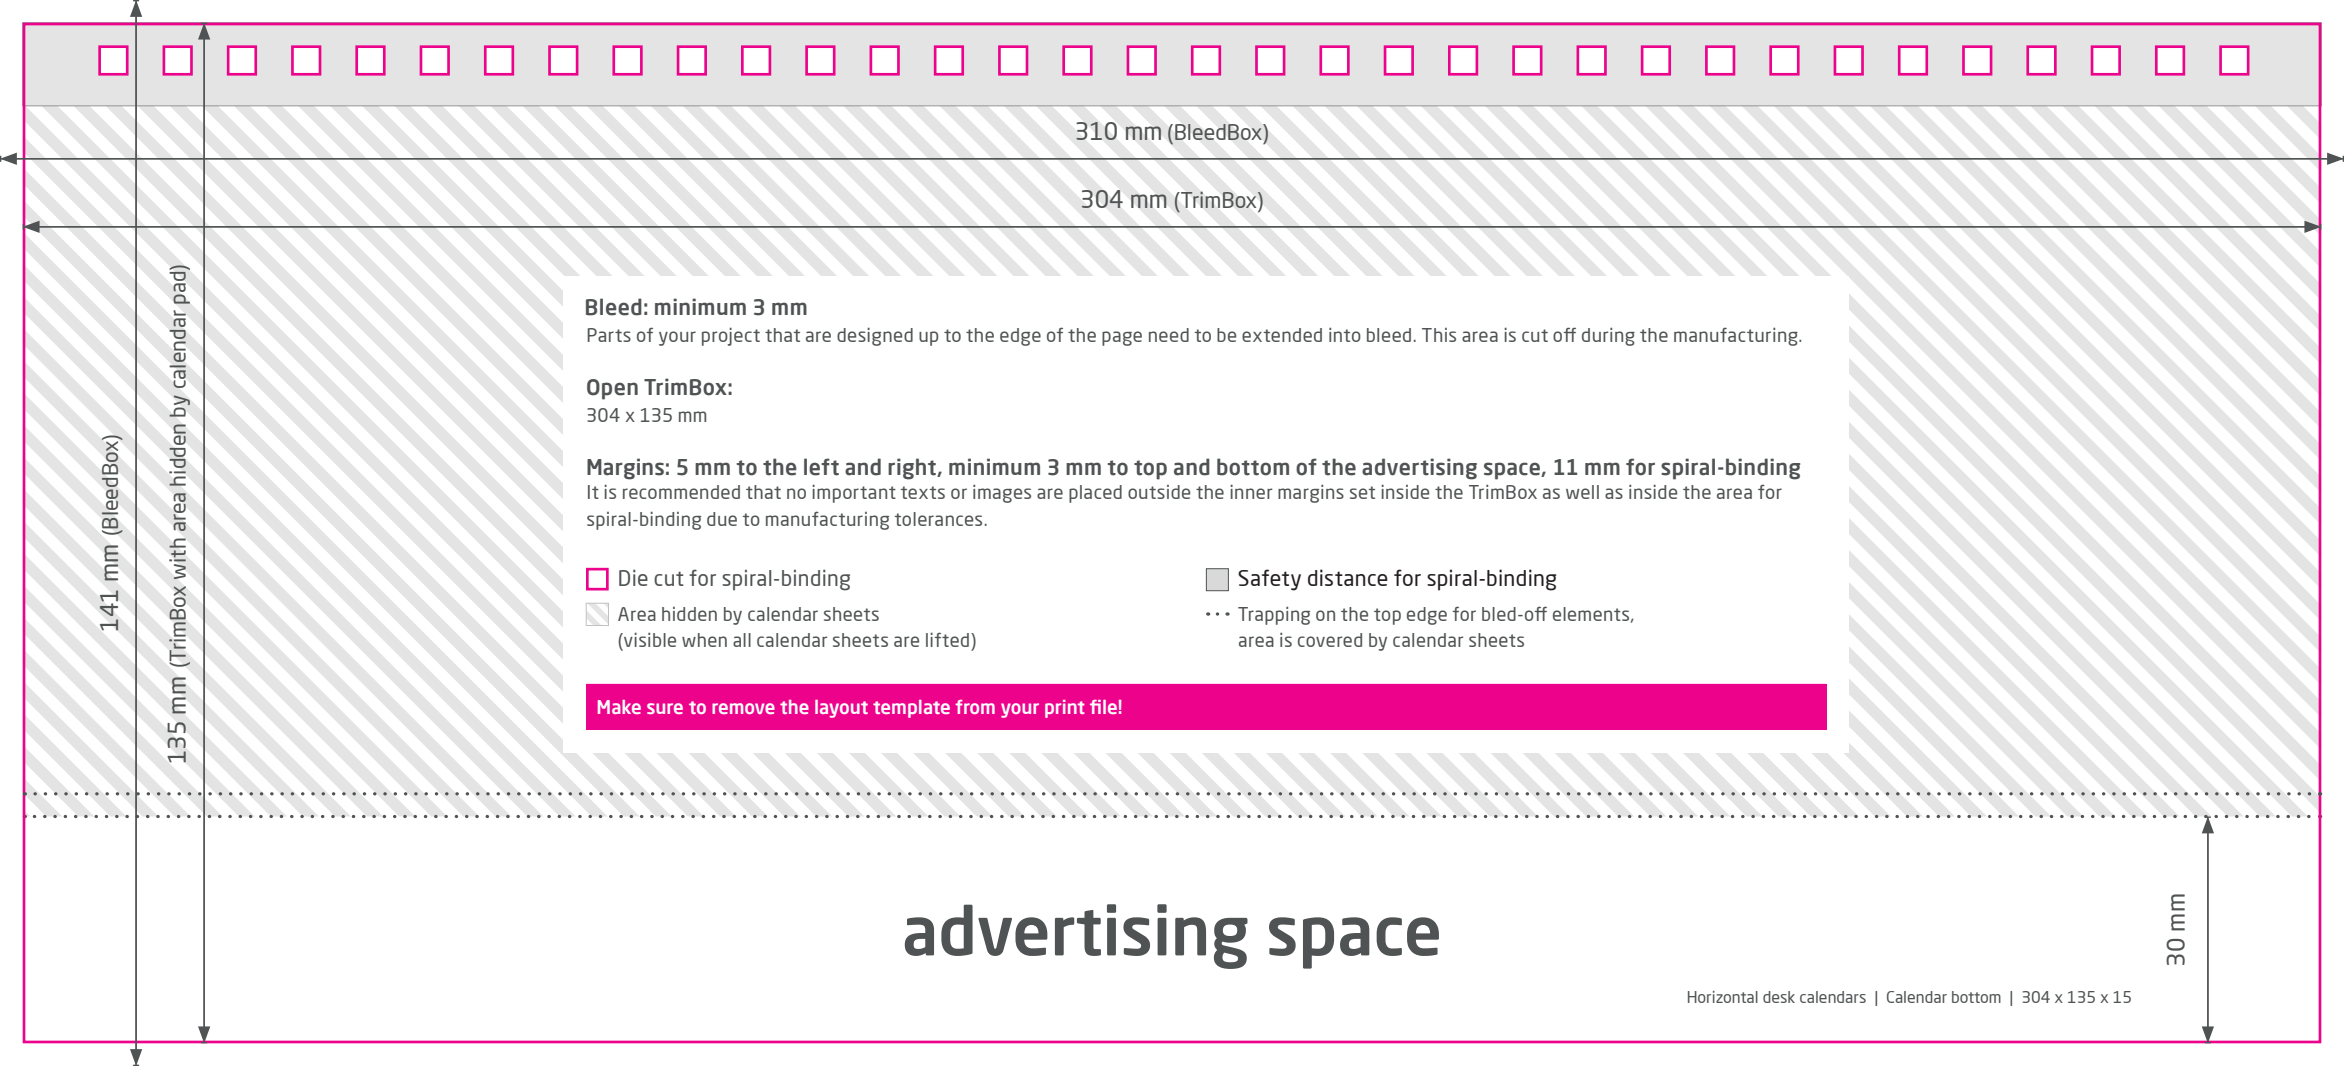 310 mm (BleedBox)
304 mm (TrimBox)
141 mm (BleedBox)
135 mm (TrimBox with area hidden by calendar pad)
Bleed: minimum 3 mm
Parts of your project that are designed up to the edge of the page need to be extended into bleed. This area is cut off during the manufacturing.
Open TrimBox:
304 x 135 mm
Margins: 5 mm to the left and right, minimum 3 mm to top and bottom of the advertising space, 11 mm for spiral-binding
It is recommended that no important texts or images are placed outside the inner margins set inside the TrimBox as well as inside the area for
spiral-binding due to manufacturing tolerances.
Die cut for spiral-binding
Area hidden by calendar sheets
(visible when all calendar sheets are lifted)
Safety distance for spiral-binding
Trapping on the top edge for bled-off elements,
area is covered by calendar sheets
Make sure to remove the layout template from your print file!
advertising space
30 mm
Horizontal desk calendars | Calendar bottom | 304 x 135 x 15